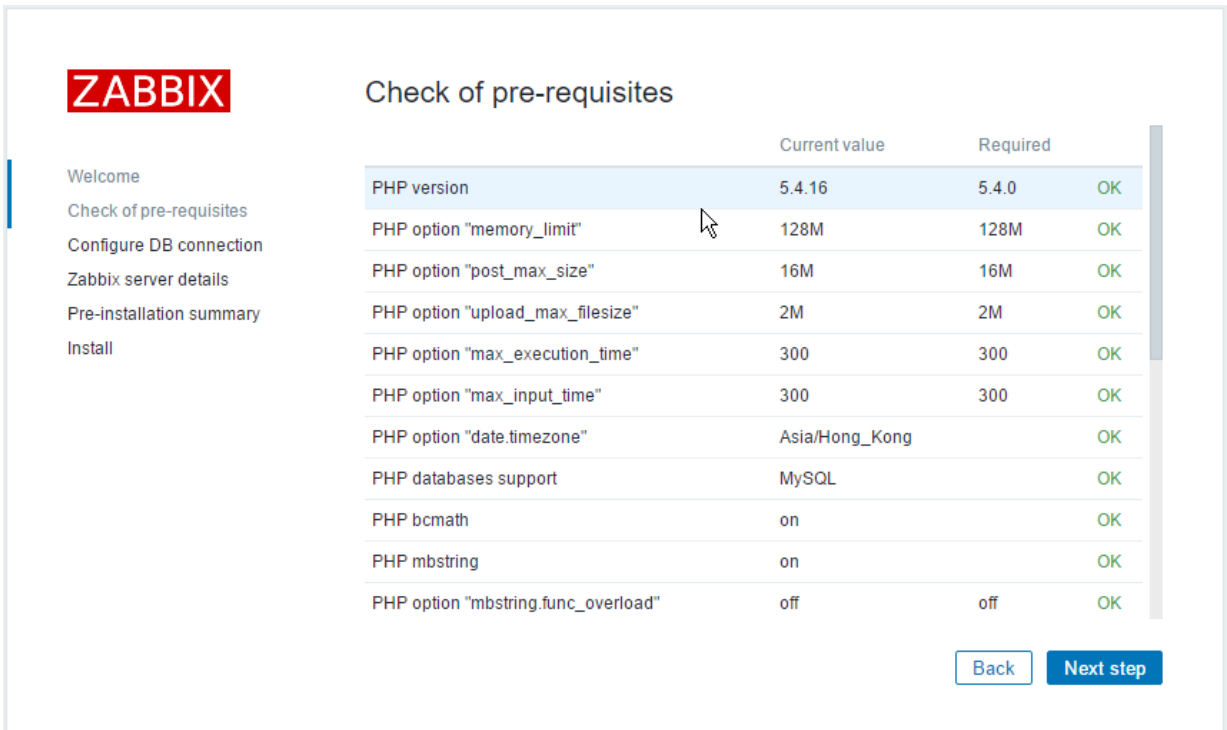 ZABBIX
Check of pre-requisites
Welcome
Check of pre-requisites
Configure DB connection
Zabbix server details
Pre-installation summary
Install
Current value Required
PHP version 5.4.16 5.4.0 OK
PHP option "memory_limit" 128M 128M OK
PHP option "post_max_size" 16M 16M OK
PHP option "upload_max_filesize" 2M 2M OK
PHP option "max_execution_time" 300 300 OK
PHP option "max_input_time" 300 300 OK
PHP option "date.timezone" Asia/Hong_Kong OK
PHP databases support MySQL OK
PHP bcmath on OK
PHP mbstring on OK
PHP option "mbstring.func_overload" off off OK
Back Next step